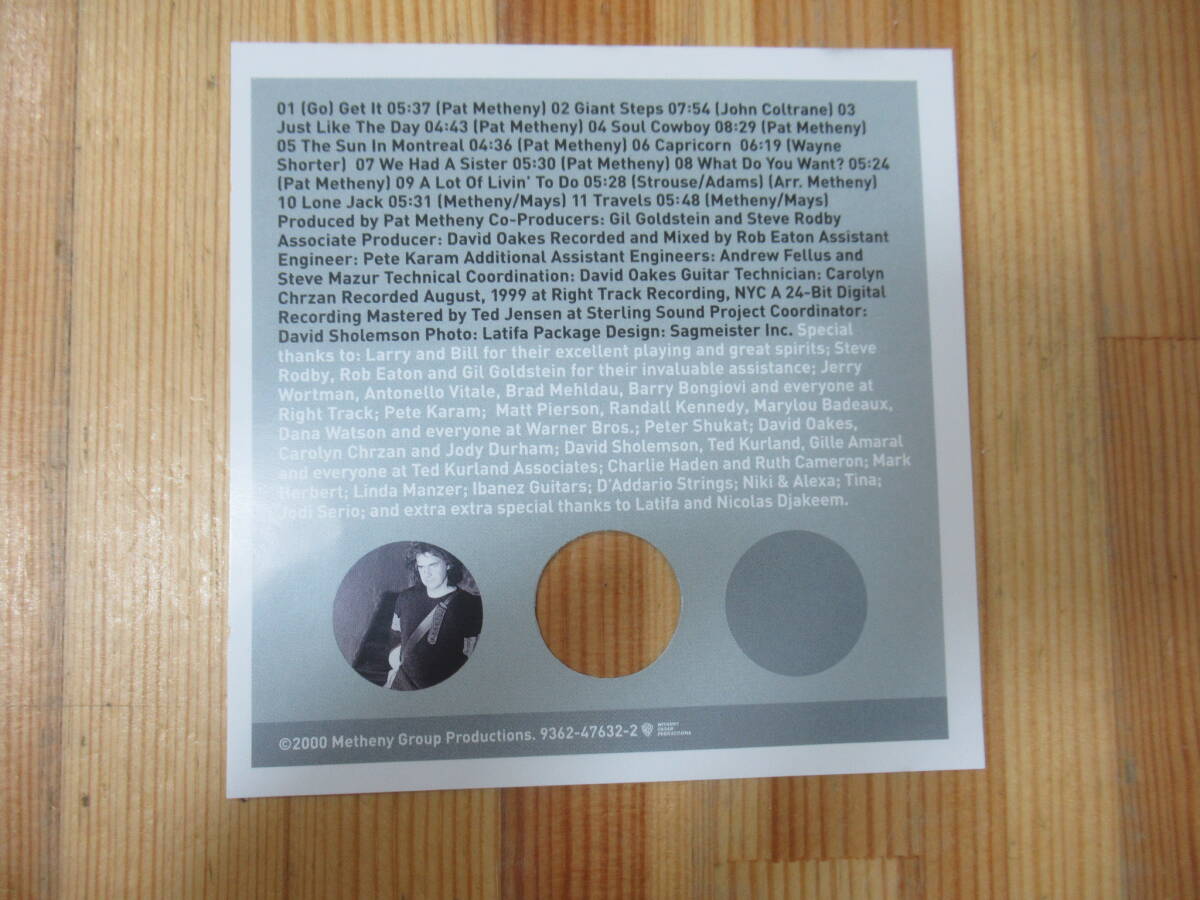 01 (Go) Get It 05:37 (Pat Metheny) 02 Giant Steps 07:54 (John Coltrane) 03
Just Like The Day 04:43 (Pat Metheny) 04 Soul Cowboy 08:29 (Pat Metheny)
05 The Sun In Montreal 04:36 (Pat Metheny) 06 Capricorn 06:19 (Wayne
Shorter) 07 We Had A Sister 05:30 (Pat Metheny) 08 What Do You Want? 05:24
(Pat Metheny) 09 A Lot Of Livin' To Do 05:28 (Strouse/Adams) (Arr. Metheny)
10 Lone Jack 05:31 (Metheny/Mays) 11 Travels 05:48 (Metheny/Mays)
Produced by Pat Metheny Co-Producers: Gil Goldstein and Steve Rodby
Associate Producer: David Oakes Recorded and Mixed by Rob Eaton Assistant
Engineer: Pete Karam Additional Assistant Engineers: Andrew Fellus and
Steve Mazur Technical Coordination: David Oakes Guitar Technician: Carolyn
Chrzan Recorded August, 1999 at Right Track Recording, NYC A 24-Bit Digital
Recording Mastered by Ted Jensen at Sterling Sound Project Coordinator:
David Sholemson Photo: Latifa Package Design: Sagmeister Inc. Special
thanks to: Larry and Bill for their excellent playing and great spirits; Steve
Rodby, Rob Eaton and Gil Goldstein for their invaluable assistance; Jerry
Wortman, Antonello Vitale, Brad Mehldau, Barry Bongiovi and everyone at
Right Track; Pete Karam; Matt Pierson, Randall Kennedy, Marylou Badeaux,
Dana Watson and everyone at Warner Bros.; Peter Shukat; David Oakes,
Carolyn Chrzan and Jody Durham; David Sholemson, Ted Kurland, Gille Amaral
and everyone at Ted Kurland Associates; Charlie Haden and Ruth Cameron; Mark
Herbert; Linda Manzer; Ibanez Guitars; D'Addario Strings; Niki & Alexa; Tina;
Jodi Serio; and extra extra special thanks to Latifa and Nicolas Djakeem.
©2000 Metheny Group Productions. 9362-47632-2